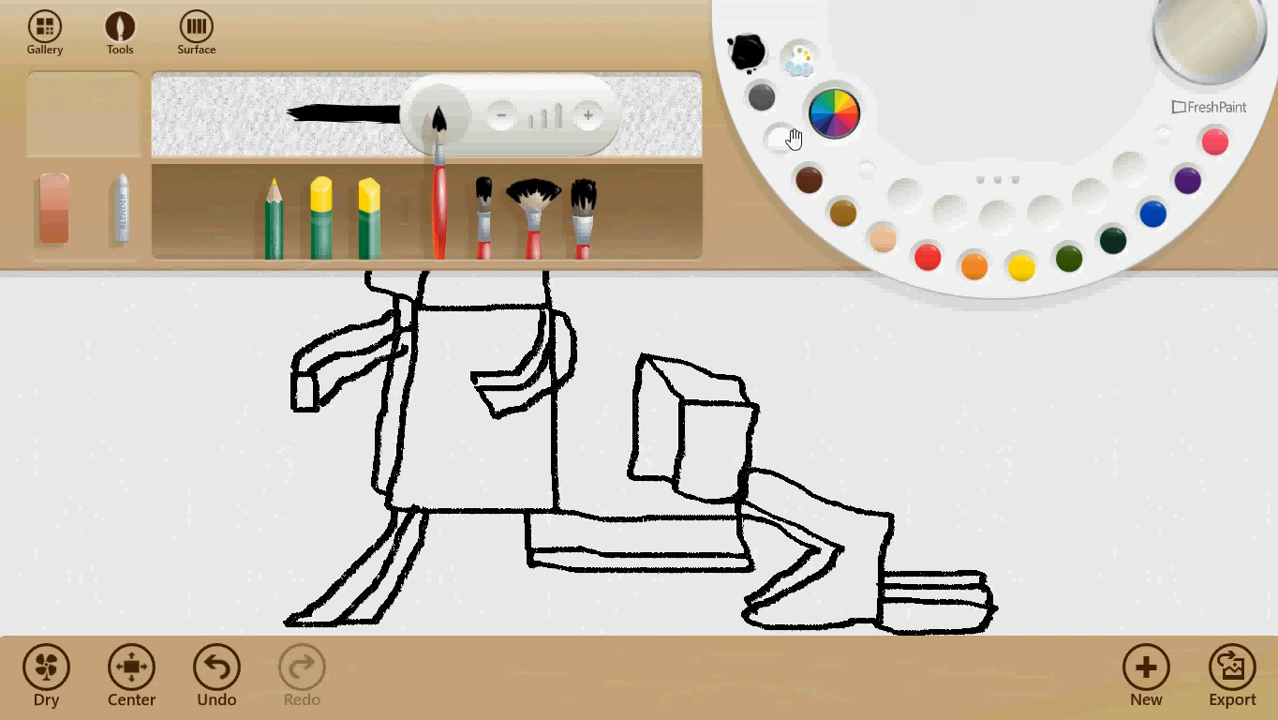 Gallery
Tools
Surface
FreshPaint
Dry
Center
Undo
Redo
New
Export